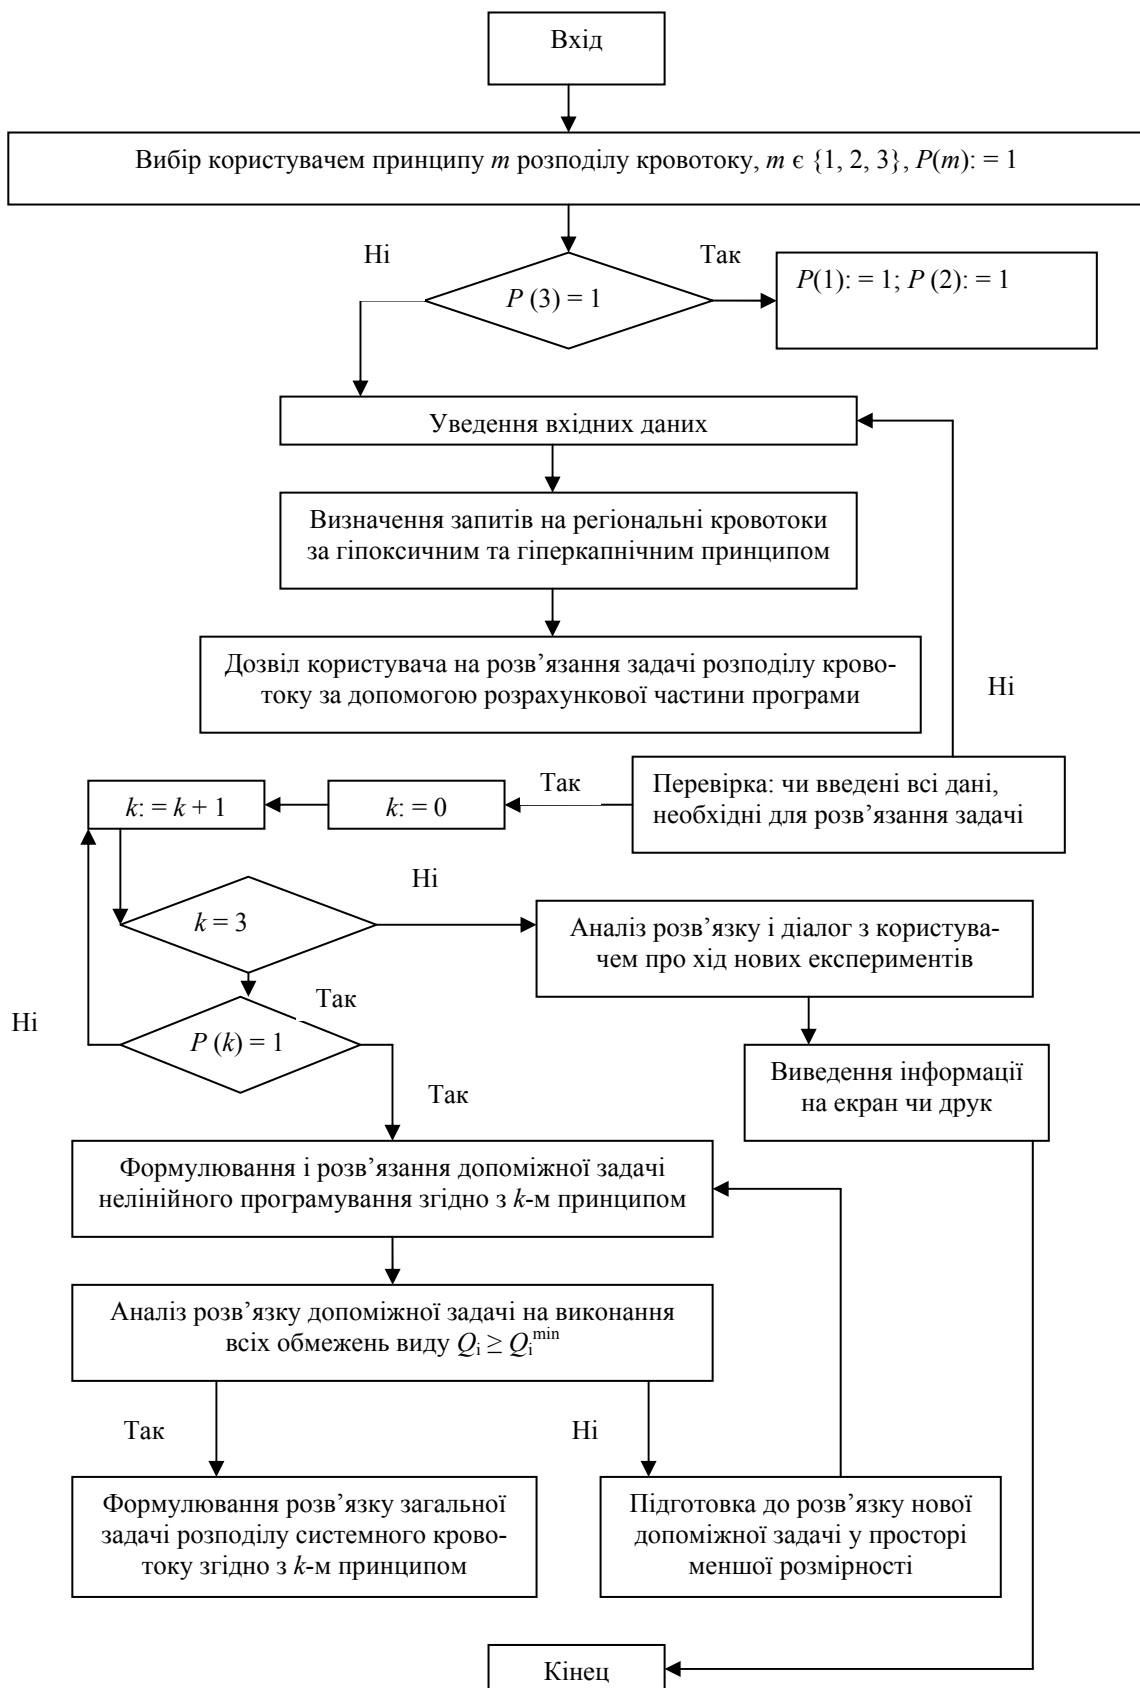 Вхід
Вибір користувачем принципу m розподілу кровотоку, m є {1, 2, 3}, P(m): = 1
Ні
Так
P (3) = 1
P(1): = 1; P (2): = 1
Уведення вхідних даних
Визначення запитів на регіональні кровотоки
за гіпоксичним та гіперкапнічним принципом
Дозвіл користувача на розв’язання задачі розподілу крово-
току за допомогою розрахункової частини програми
Ні
k: = k + 1
k: = 0
Так
Перевірка: чи введені всі дані,
необхідні для розв’язання задачі
Ні
k = 3
Аналіз розв’язку і діалог з користува-
чем про хід нових експериментів
Так
Ні
P (k) = 1
Виведення інформації
на екран чи друк
Так
Формулювання і розв’язання допоміжної задачі
нелінійного програмування згідно з k-м принципом
Аналіз розв’язку допоміжної задачі на виконання
всіх обмежень виду Qi ≥ Qi^min
Так
Ні
Формулювання розв’язку загальної
задачі розподілу системного крово-
току згідно з k-м принципом
Підготовка до розв’язку нової
допоміжної задачі у просторі
меншої розмірності
Кінец